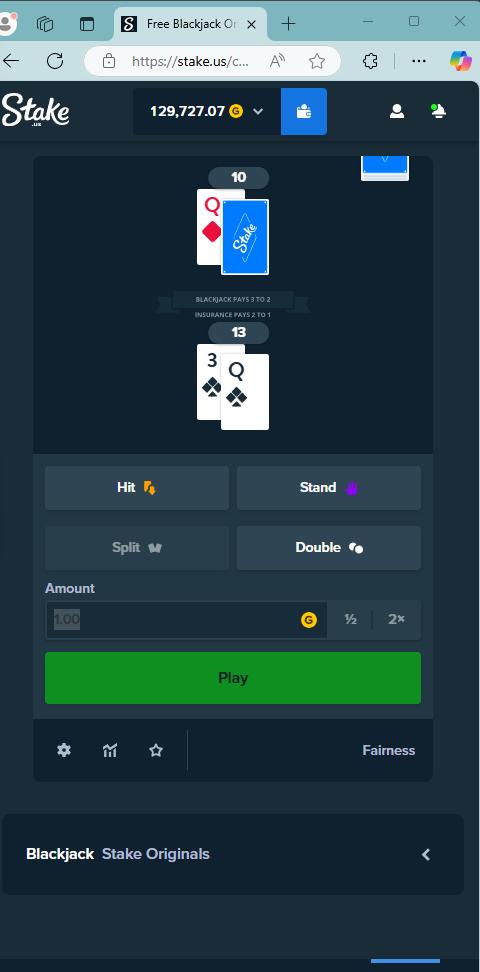 Free Blackjack Or
https://stake.us/c...
Stake
.us
129,727.07 G
10
Q
Stake
BLACKJACK PAYS 3 TO 2
INSURANCE PAYS 2 TO 1
13
3 Q
Hit Stand
Split Double
Amount
1.00 G ½ 2×
Play
Fairness
Blackjack Stake Originals